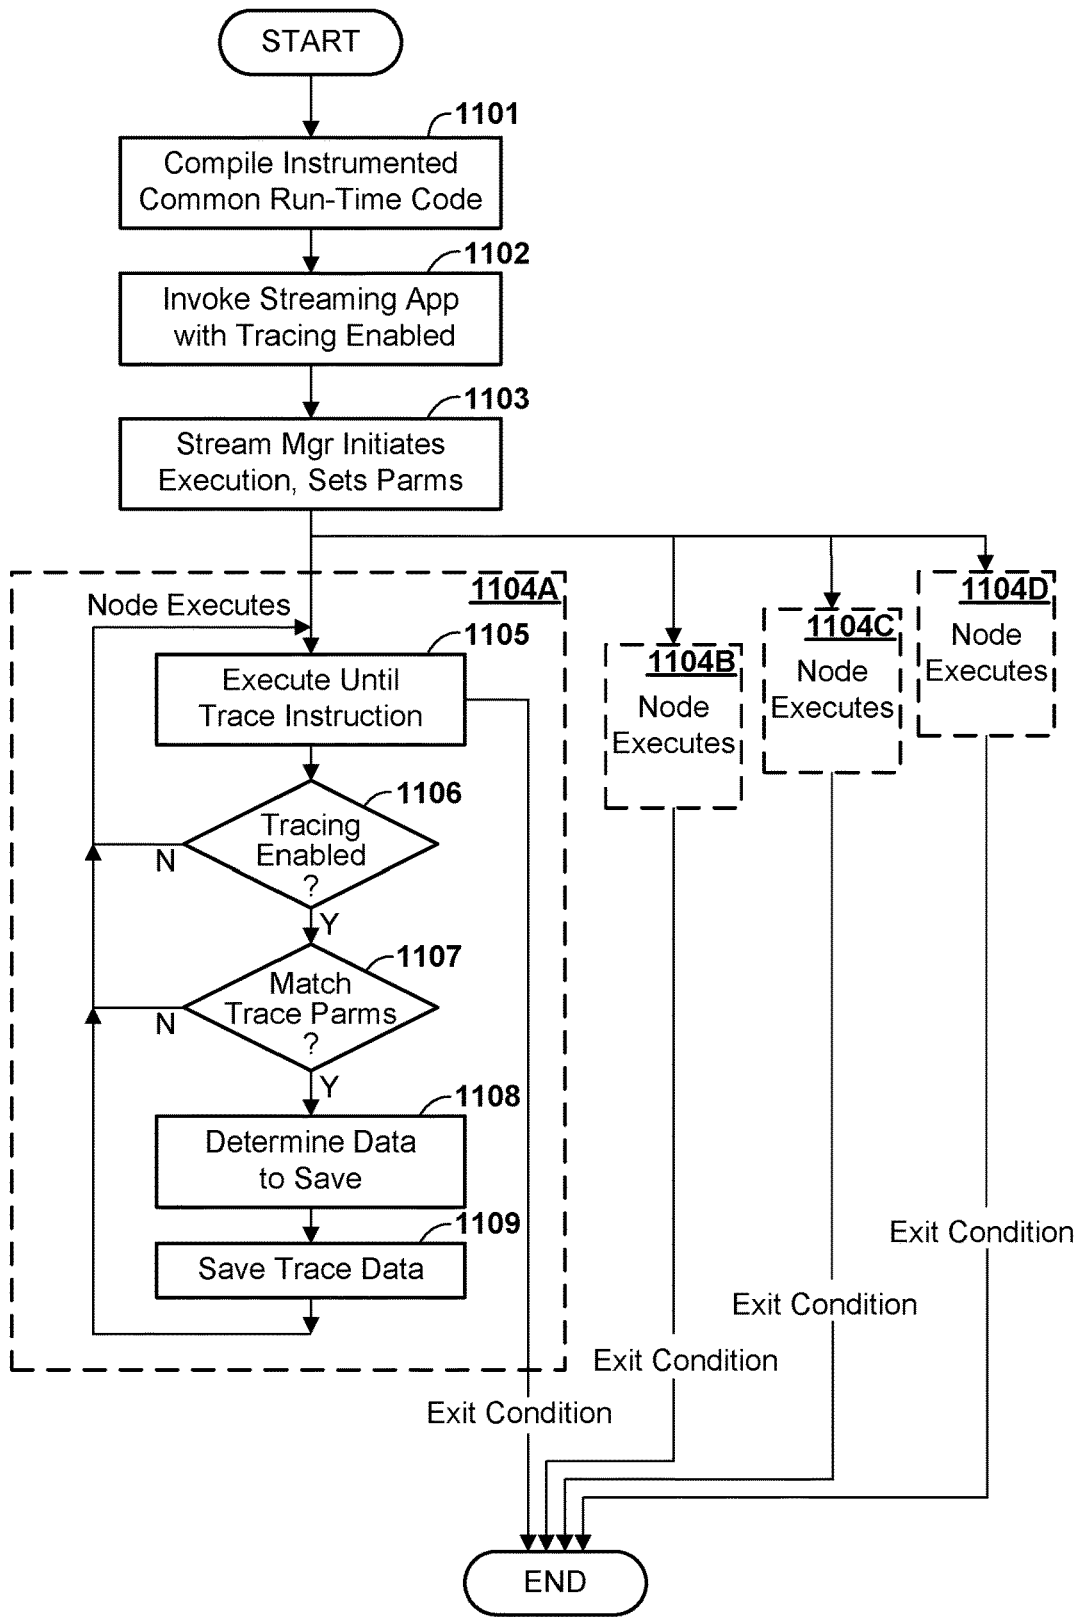 START
1101
Compile Instrumented
Common Run-Time Code
1102
Invoke Streaming App
with Tracing Enabled
1103
Stream Mgr Initiates
Execution, Sets Parms
1104A
Node Executes
1105
Execute Until
Trace Instruction
1106
Tracing
Enabled
?
N
Y
1107
Match
Trace Parms
?
N
Y
1108
Determine Data
to Save
1109
Save Trace Data
Exit Condition
1104B
Node
Executes
Exit Condition
1104C
Node
Executes
Exit Condition
1104D
Node
Executes
Exit Condition
END